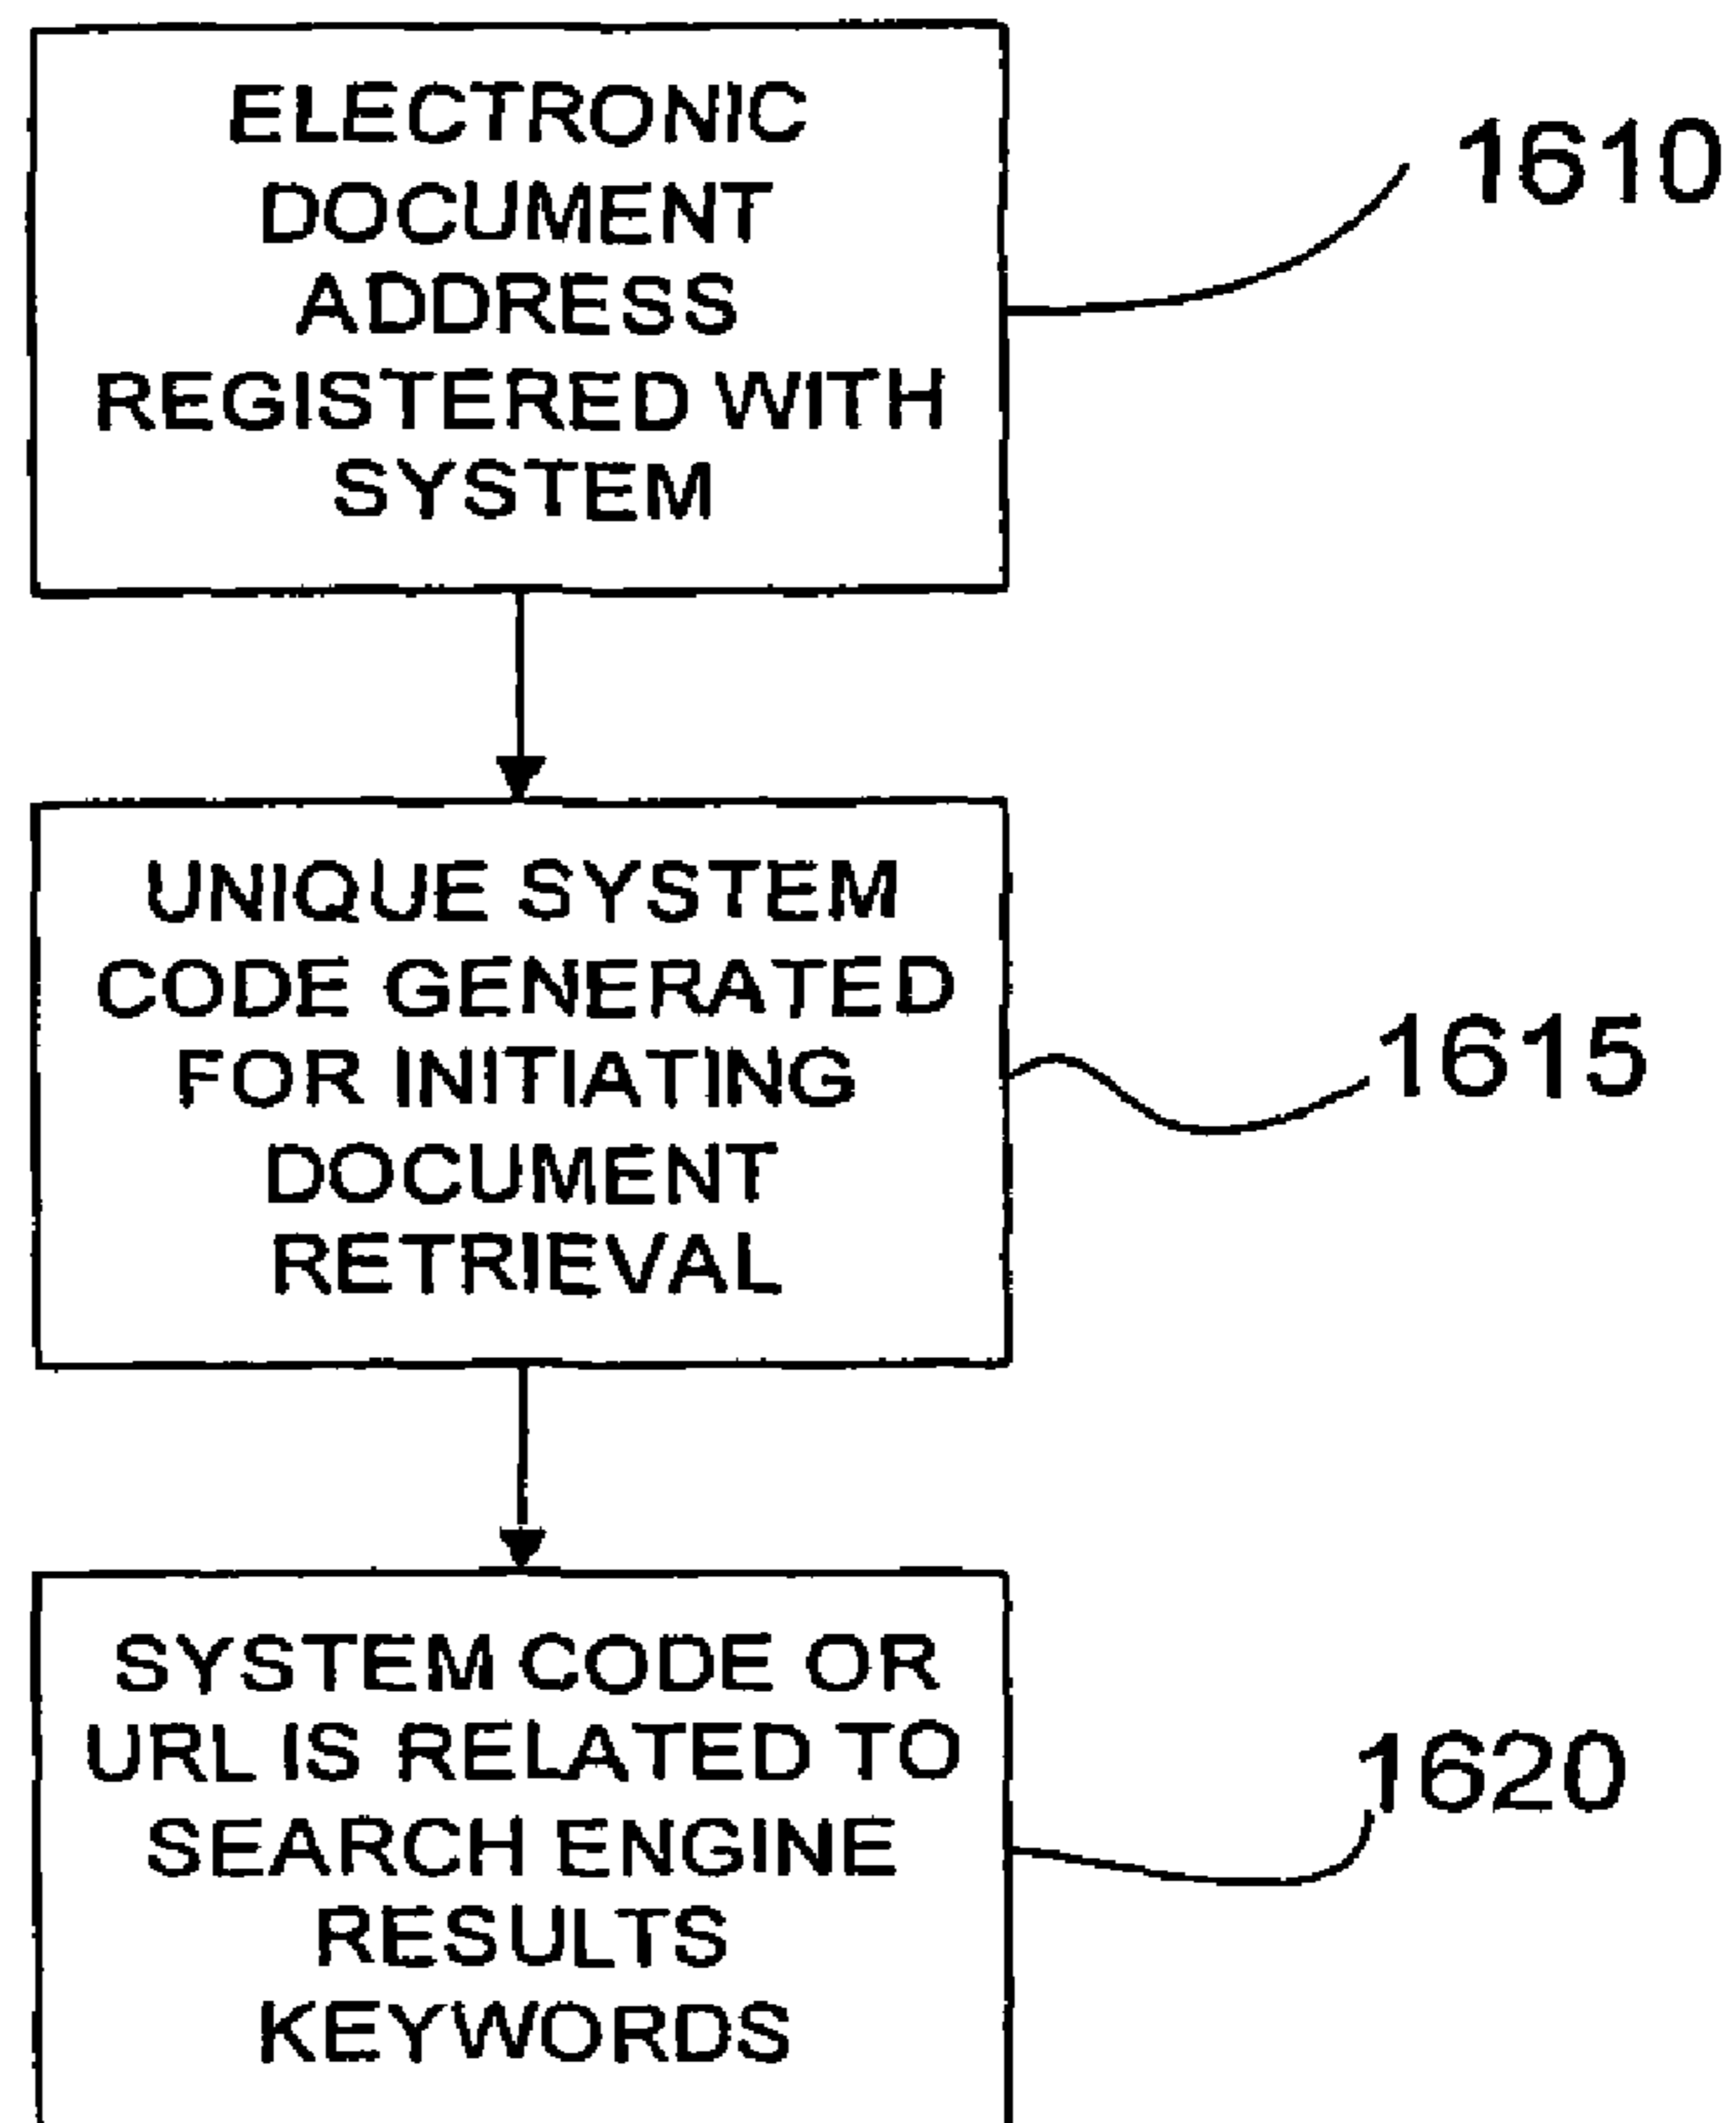 ELECTRONIC
DOCUMENT
ADDRESS
REGISTERED WITH
SYSTEM
1610
UNIQUE SYSTEM
CODE GENERATED
FOR INITIATING
DOCUMENT
RETRIEVAL
1615
SYSTEM CODE OR
URL IS RELATED TO
SEARCH ENGINE
RESULTS
KEYWORDS
1620